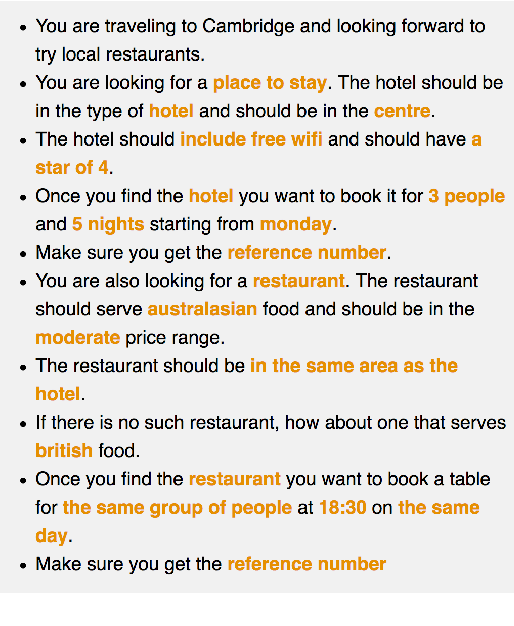 • You are traveling to Cambridge and looking forward to
try local restaurants.
• You are looking for a place to stay. The hotel should be
in the type of hotel and should be in the centre.
• The hotel should include free wifi and should have a
star of 4.
• Once you find the hotel you want to book it for 3 people
and 5 nights starting from monday.
• Make sure you get the reference number.
• You are also looking for a restaurant. The restaurant
should serve australasian food and should be in the
moderate price range.
• The restaurant should be in the same area as the
hotel.
• If there is no such restaurant, how about one that serves
british food.
• Once you find the restaurant you want to book a table
for the same group of people at 18:30 on the same
day.
• Make sure you get the reference number